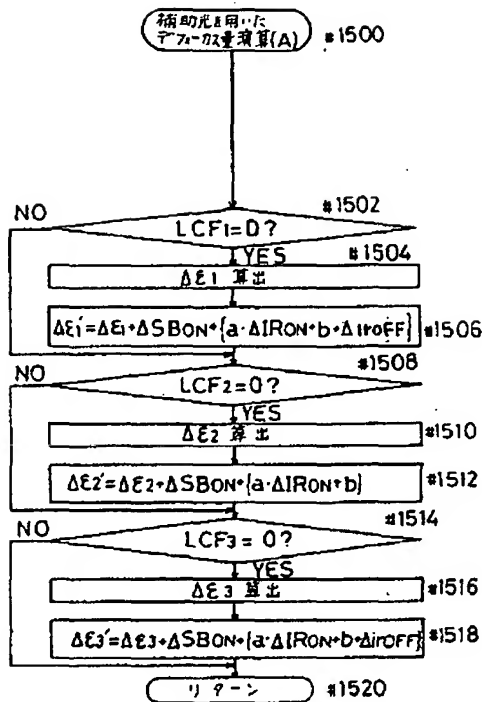 補助光を用いた
デフォーカス量演算(A) #1500
NO LCF1=0? #1502
YES #1504
Δε1 算出
Δε1'=Δε1+ΔSBON+{a・ΔIRON+b+ΔiroFF} #1506
NO #1508
LCF2=0?
YES
Δε2 算出 #1510
Δε2'=Δε2+ΔSBON+{a・ΔIRON+b} #1512
NO #1514
LCF3=0?
YES
Δε3 算出 #1516
Δε3'=Δε3+ΔSBON+{a・ΔIRON+b+ΔiroFF} #1518
リターン #1520